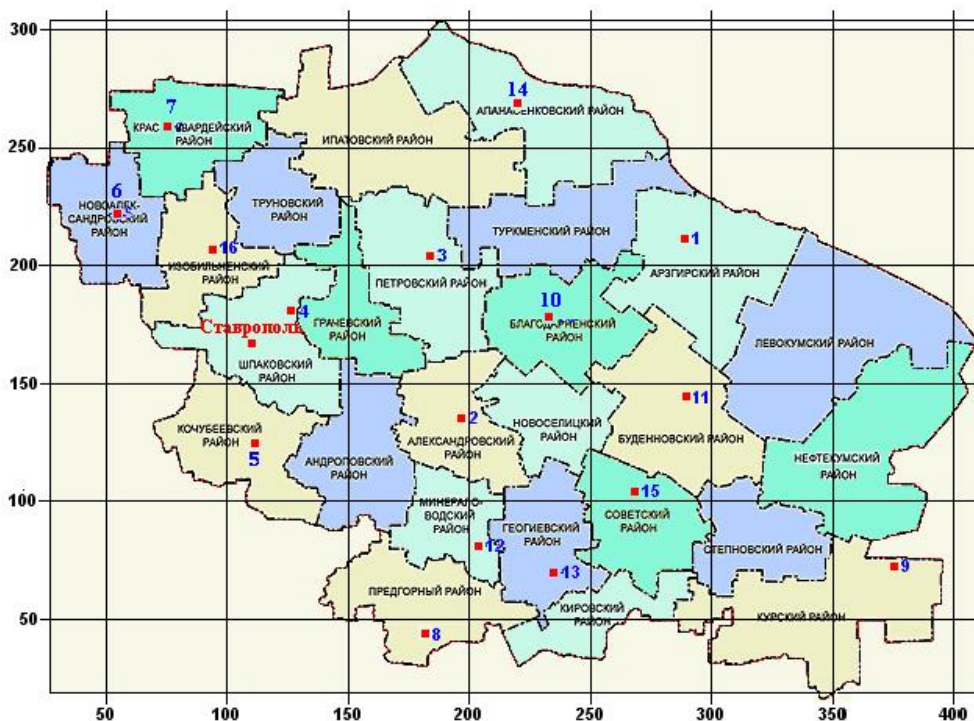 300
14
7
АПАНАСЕНКОВСКИЙ РАЙОН
КРАС ВАРДЕЙСКИЙ
РАЙОН
ИПАТОВСКИЙ РАЙОН
250
6
НОВОАЛЕК-
САНДРОВСКИЙ
РАЙОН
ТРУНОВСКИЙ
РАЙОН
ТУРКМЕНСКИЙ РАЙОН
1
16
3
200
ИЗОБИЛЬНЕНСКИЙ
РАЙОН
ПЕТРОВСКИЙ РАЙОН
АРЗГИРСКИЙ РАЙОН
10
4
Ставрополь
ГРАЧЕВСКИЙ
РАЙОН
БЛАГОДАРНЕНСКИЙ
РАЙОН
ЛЕВОКУМСКИЙ РАЙОН
ШПАКОВСКИЙ
РАЙОН
150
11
КОЧУБЕЕВСКИЙ
РАЙОН
2
АЛЕКСАНДРОВСКИЙ
РАЙОН
НОВОСЕЛИЦКИЙ
РАЙОН
БУДЕННОВСКИЙ РАЙОН
5
АНДРОПОВСКИЙ
РАЙОН
НЕФТЕКУМСКИЙ
РАЙОН
15
100
МИНЕРАЛО-
ВОДСКИЙ
РАЙОН
ГЕОГИЕВСКИЙ
РАЙОН
СОВЕТСКИЙ
РАЙОН
СТЕПНОВСКИЙ РАЙОН
12
13
9
ПРЕДГОРНЫЙ РАЙОН
КИРОВСКИЙ
РАЙОН
КУРСКИЙ РАЙОН
50
8
50 100 150 200 250 300 350 400